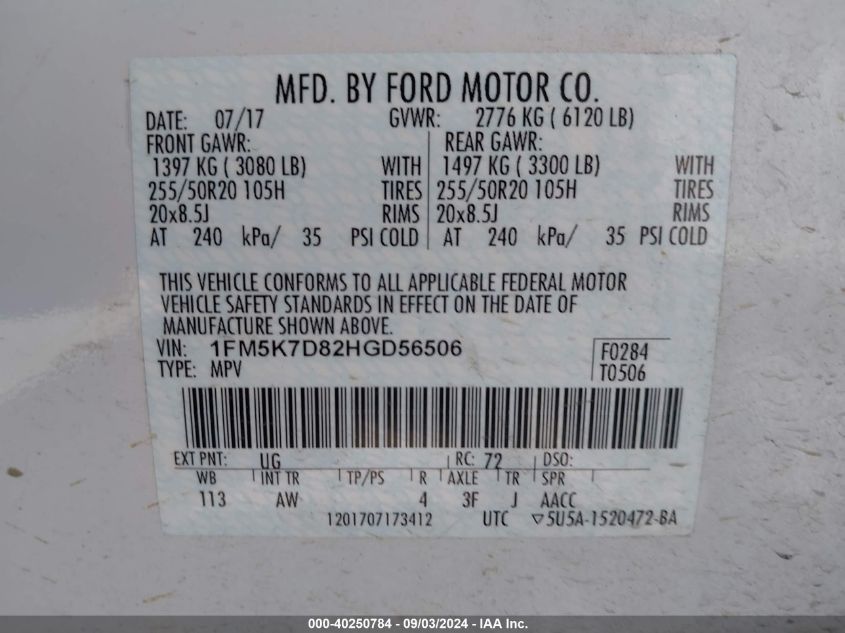 MFD. BY FORD MOTOR CO.
DATE: 07/17 GVWR: 2776 KG ( 6120 LB)
FRONT GAWR: REAR GAWR:
1397 KG ( 3080 LB) WITH 1497 KG ( 3300 LB) WITH
255/50R20 105H TIRES 255/50R20 105H TIRES
20x8.5J RIMS 20x8.5J RIMS
AT 240 kPa/ 35 PSI COLD AT 240 kPa/ 35 PSI COLD
THIS VEHICLE CONFORMS TO ALL APPLICABLE FEDERAL MOTOR
VEHICLE SAFETY STANDARDS IN EFFECT ON THE DATE OF
MANUFACTURE SHOWN ABOVE.
VIN: 1FM5K7D82HGD56506 F0284
TYPE: MPV T0506
EXT PNT: UG RC: 72 DSO:
WB INT TR TP/PS R AXLE TR SPR
113 AW 4 3F J AACC
1201707173412 UTC ▽5U5A-1520472-BA
000-40250784 - 09/03/2024 - IAA Inc.